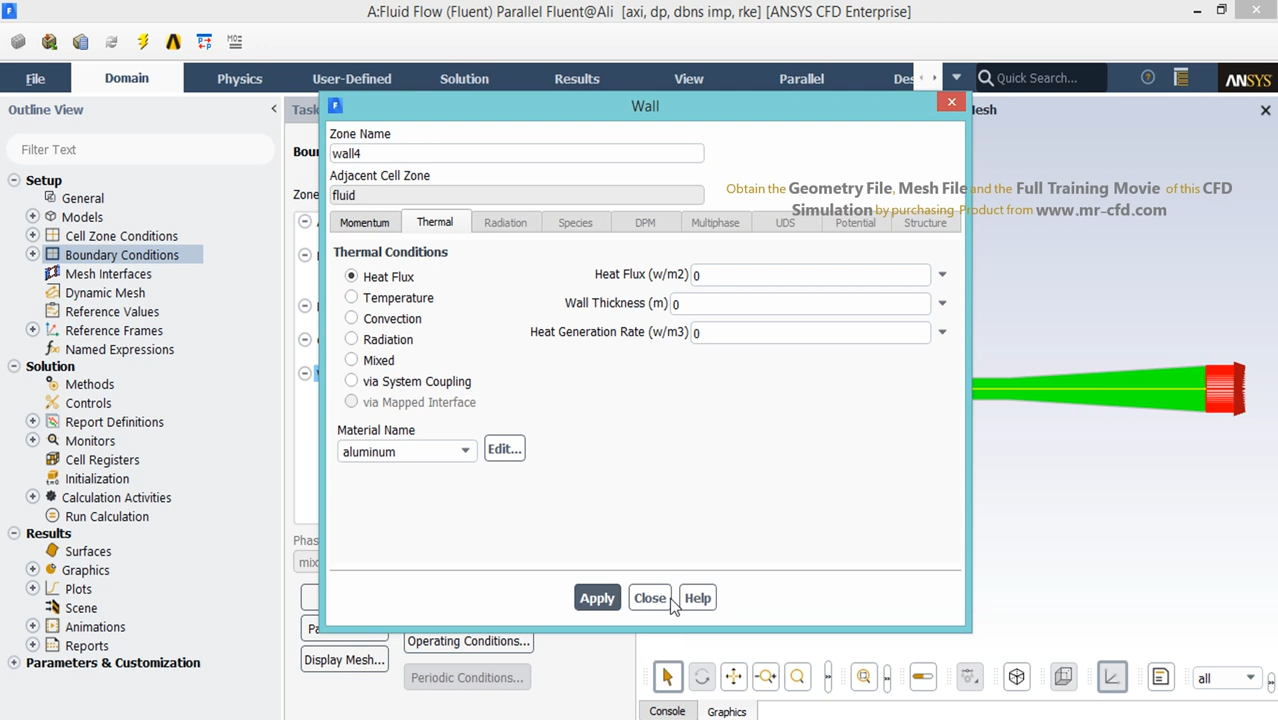 A:Fluid Flow (Fluent) Parallel Fluent@Ali [axi, dp, dbns imp, rke] [ANSYS CFD Enterprise]
File
Domain
Physics
User-Defined
Solution
Results
View
Parallel
Des
Quick Search...
ANSYS
Outline View
Filter Text
Setup
General
Models
Cell Zone Conditions
Boundary Conditions
Mesh Interfaces
Dynamic Mesh
Reference Values
Reference Frames
Named Expressions
Solution
Methods
Controls
Report Definitions
Monitors
Cell Registers
Initialization
Calculation Activities
Run Calculation
Results
Surfaces
Graphics
Plots
Scene
Animations
Reports
Parameters & Customization
Task
Boun
Zone
Phas
mix
Pa
Display Mesh...
Operating Conditions...
Periodic Conditions...
Wall
Zone Name
wall4
Adjacent Cell Zone
fluid
Momentum
Thermal
Radiation
Species
DPM
Multiphase
UDS
Potential
Structure
Thermal Conditions
Heat Flux
Temperature
Convection
Radiation
Mixed
via System Coupling
via Mapped Interface
Heat Flux (w/m2) 0
Wall Thickness (m) 0
Heat Generation Rate (w/m3) 0
Material Name
aluminum
Edit...
Apply
Close
Help
esh
Obtain the Geometry File, Mesh File and the Full Training Movie of this CFD
Simulation by purchasing Product from www.mr-cfd.com
all
Console
Graphics